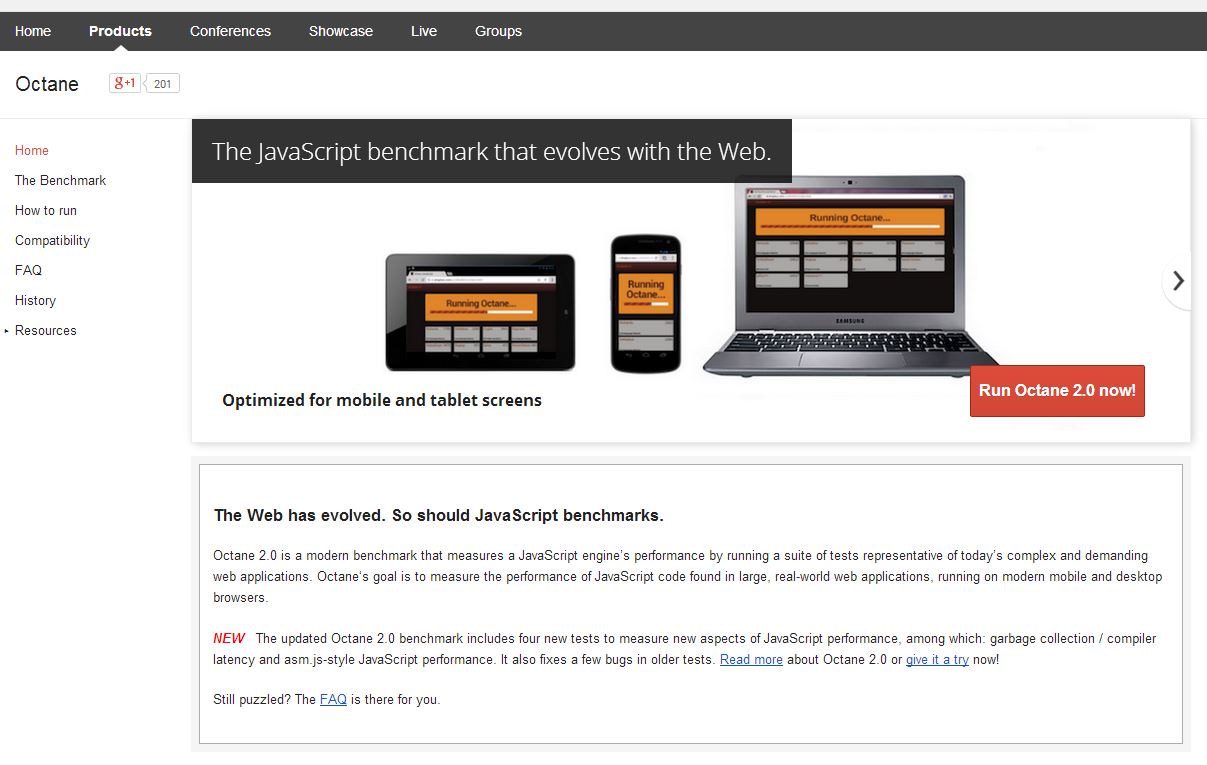 Home Products Conferences Showcase Live Groups
Octane g+1 201
Home
The Benchmark
How to run
Compatibility
FAQ
History
Resources
The JavaScript benchmark that evolves with the Web.
Running Octane...
Running Octane...
Running
Octane...
SAMSUNG
Optimized for mobile and tablet screens
Run Octane 2.0 now!
The Web has evolved. So should JavaScript benchmarks.
Octane 2.0 is a modern benchmark that measures a JavaScript engine's performance by running a suite of tests representative of today's complex and demanding
web applications. Octane's goal is to measure the performance of JavaScript code found in large, real-world web applications, running on modern mobile and desktop
browsers.
NEW The updated Octane 2.0 benchmark includes four new tests to measure new aspects of JavaScript performance, among which: garbage collection / compiler
latency and asm.js-style JavaScript performance. It also fixes a few bugs in older tests. Read more about Octane 2.0 or give it a try now!
Still puzzled? The FAQ is there for you.